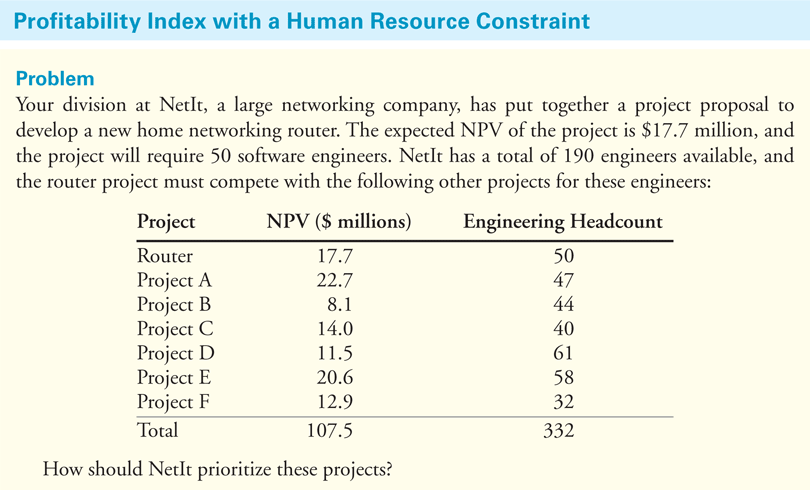 Profitability Index with a Human Resource Constraint
Problem
Your division at NetIt, a large networking company, has put together a project proposal to
develop a new home networking router. The expected NPV of the project is $17.7 million, and
the project will require 50 software engineers. NetIt has a total of 190 engineers available, and
the router project must compete with the following other projects for these engineers:
Project NPV ($ millions) Engineering Headcount
Router 17.7 50
Project A 22.7 47
Project B 8.1 44
Project C 14.0 40
Project D 11.5 61
Project E 20.6 58
Project F 12.9 32
Total 107.5 332
How should NetIt prioritize these projects?